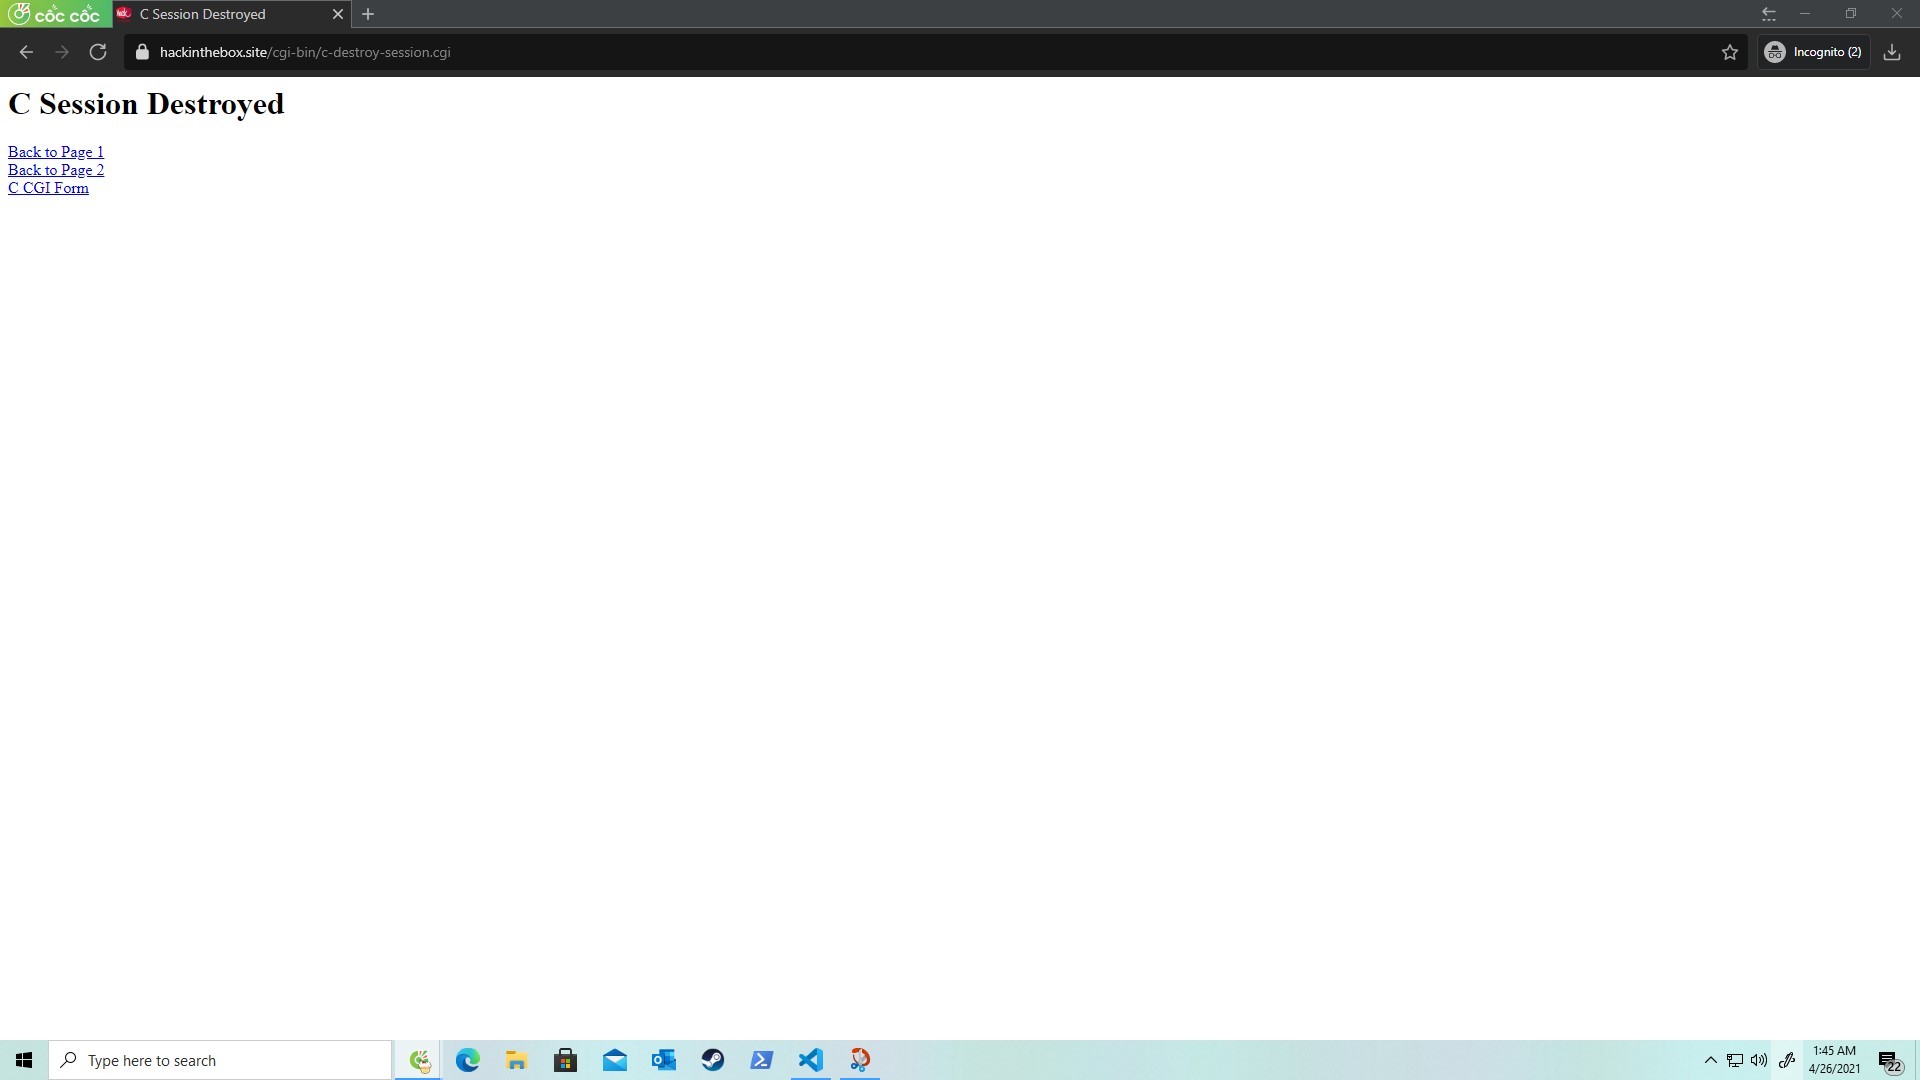 cốc cốc
C Session Destroyed
hackinthebox.site/cgi-bin/c-destroy-session.cgi
Incognito (2)
C Session Destroyed
Back to Page 1
Back to Page 2
C CGI Form
Type here to search
1:45 AM
4/26/2021
22